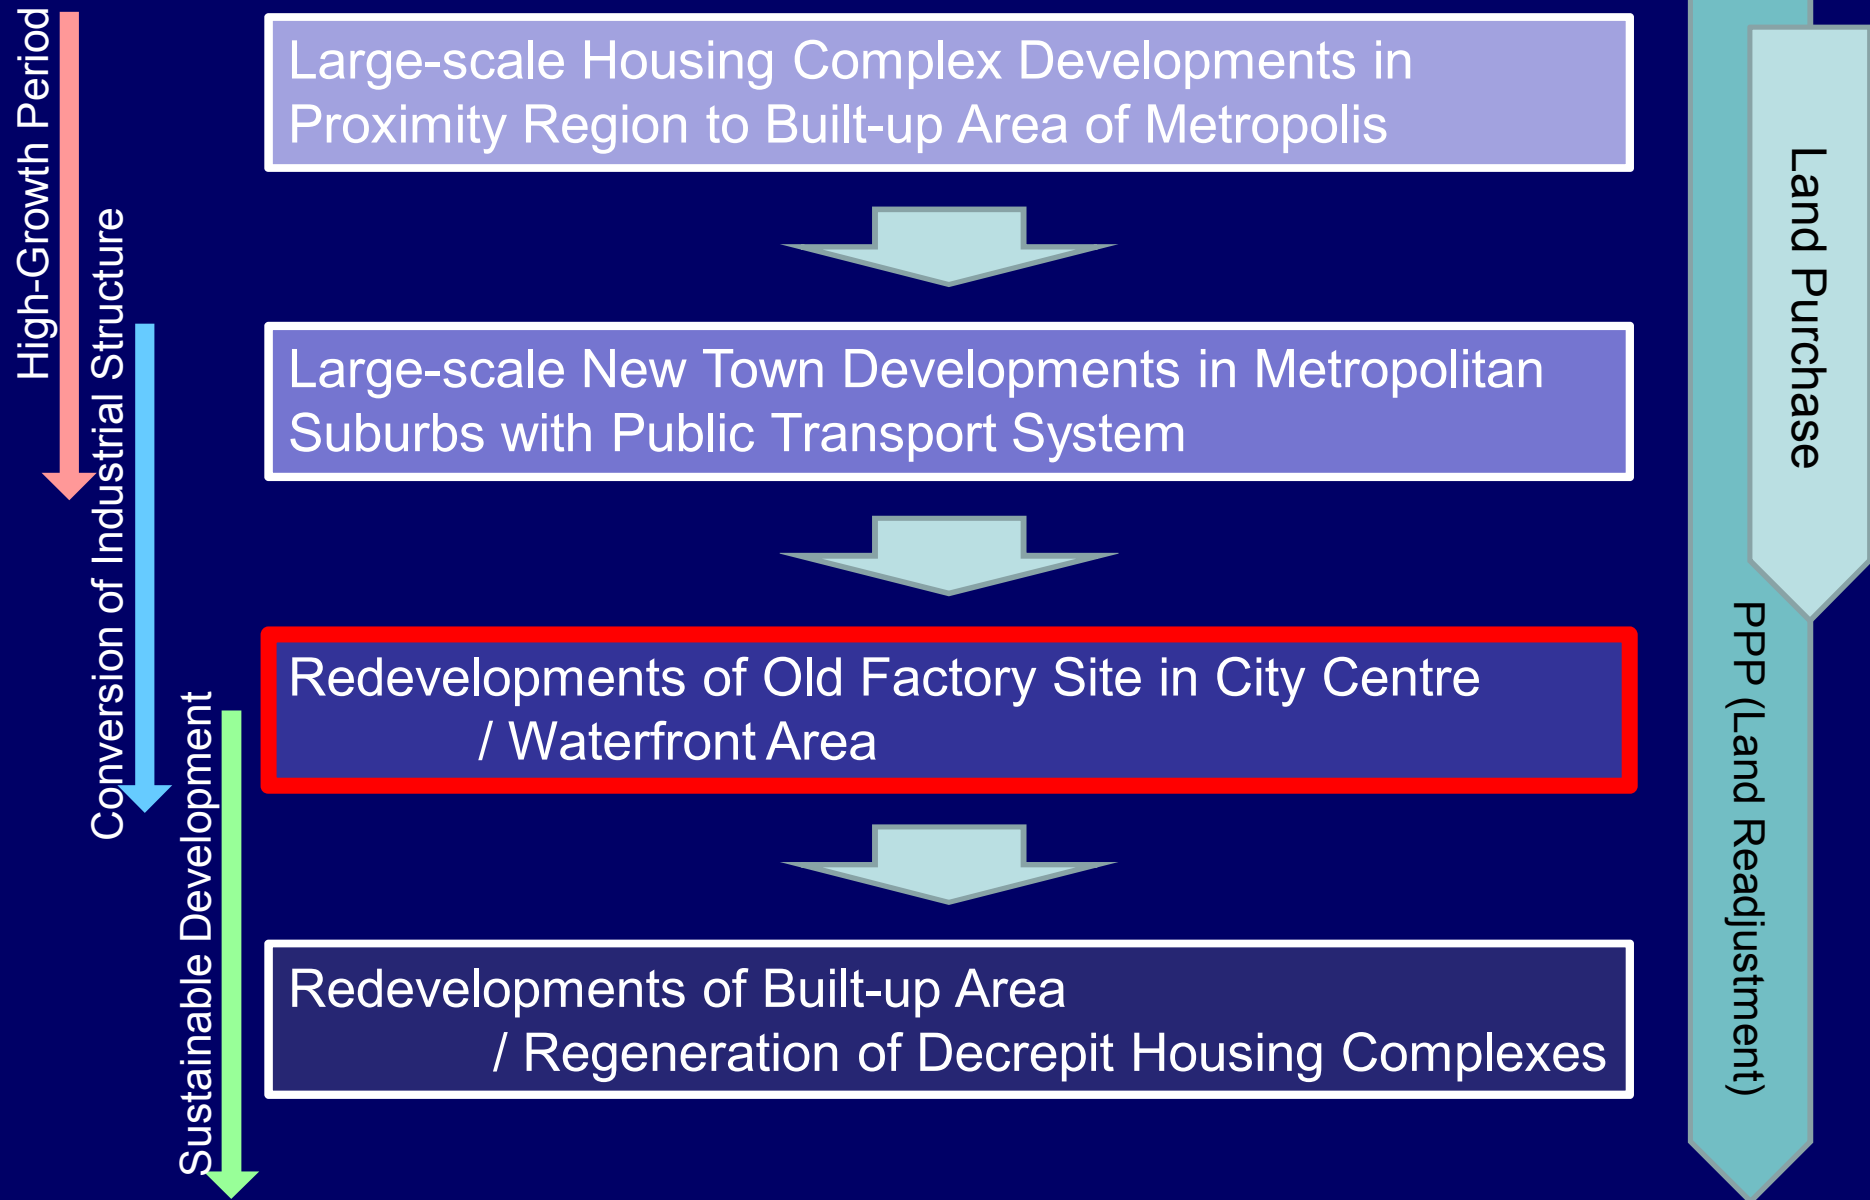 High-Growth Period
Conversion of Industrial Structure
Sustainable Development
Large-scale Housing Complex Developments in
Proximity Region to Built-up Area of Metropolis
Large-scale New Town Developments in Metropolitan
Suburbs with Public Transport System
Redevelopments of Old Factory Site in City Centre
/ Waterfront Area
Redevelopments of Built-up Area
/ Regeneration of Decrepit Housing Complexes
Land Purchase
PPP (Land Readjustment)